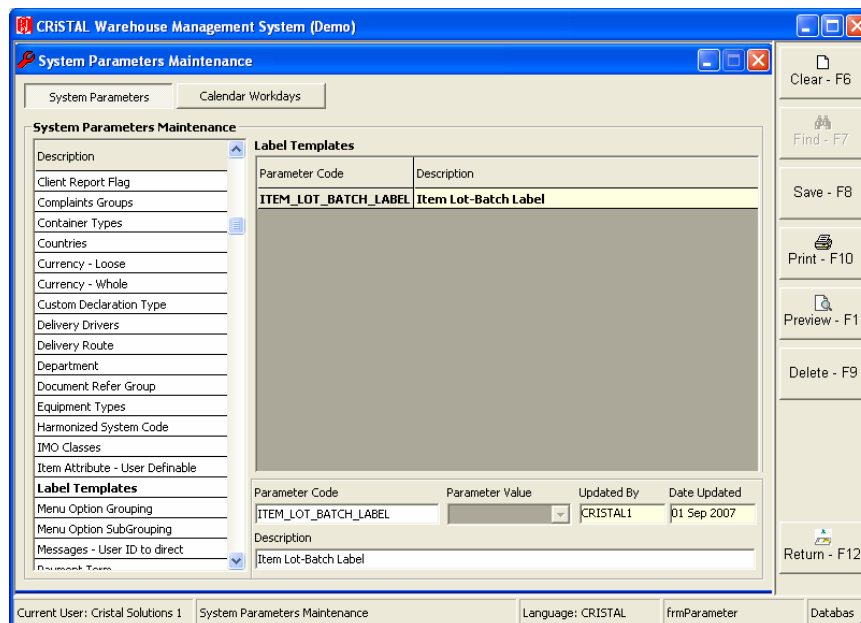 CRiSTAL Warehouse Management System (Demo)
System Parameters Maintenance
System Parameters
Calendar Workdays
System Parameters Maintenance
Description
Client Report Flag
Complaints Groups
Container Types
Countries
Currency - Loose
Currency - Whole
Custom Declaration Type
Delivery Drivers
Delivery Route
Department
Document Refer Group
Equipment Types
Harmonized System Code
IMO Classes
Item Attribute - User Definable
Label Templates
Menu Option Grouping
Menu Option SubGrouping
Messages - User ID to direct
Payment Term
Label Templates
Parameter Code Description
ITEM_LOT_BATCH_LABEL Item Lot-Batch Label
Parameter Code Parameter Value Updated By Date Updated
ITEM_LOT_BATCH_LABEL CRISTAL1 01 Sep 2007
Description
Item Lot-Batch Label
Clear - F6
Find - F7
Save - F8
Print - F10
Preview - F1
Delete - F9
Return - F12
Current User: Cristal Solutions 1 System Parameters Maintenance Language: CRISTAL frmParameter Databas